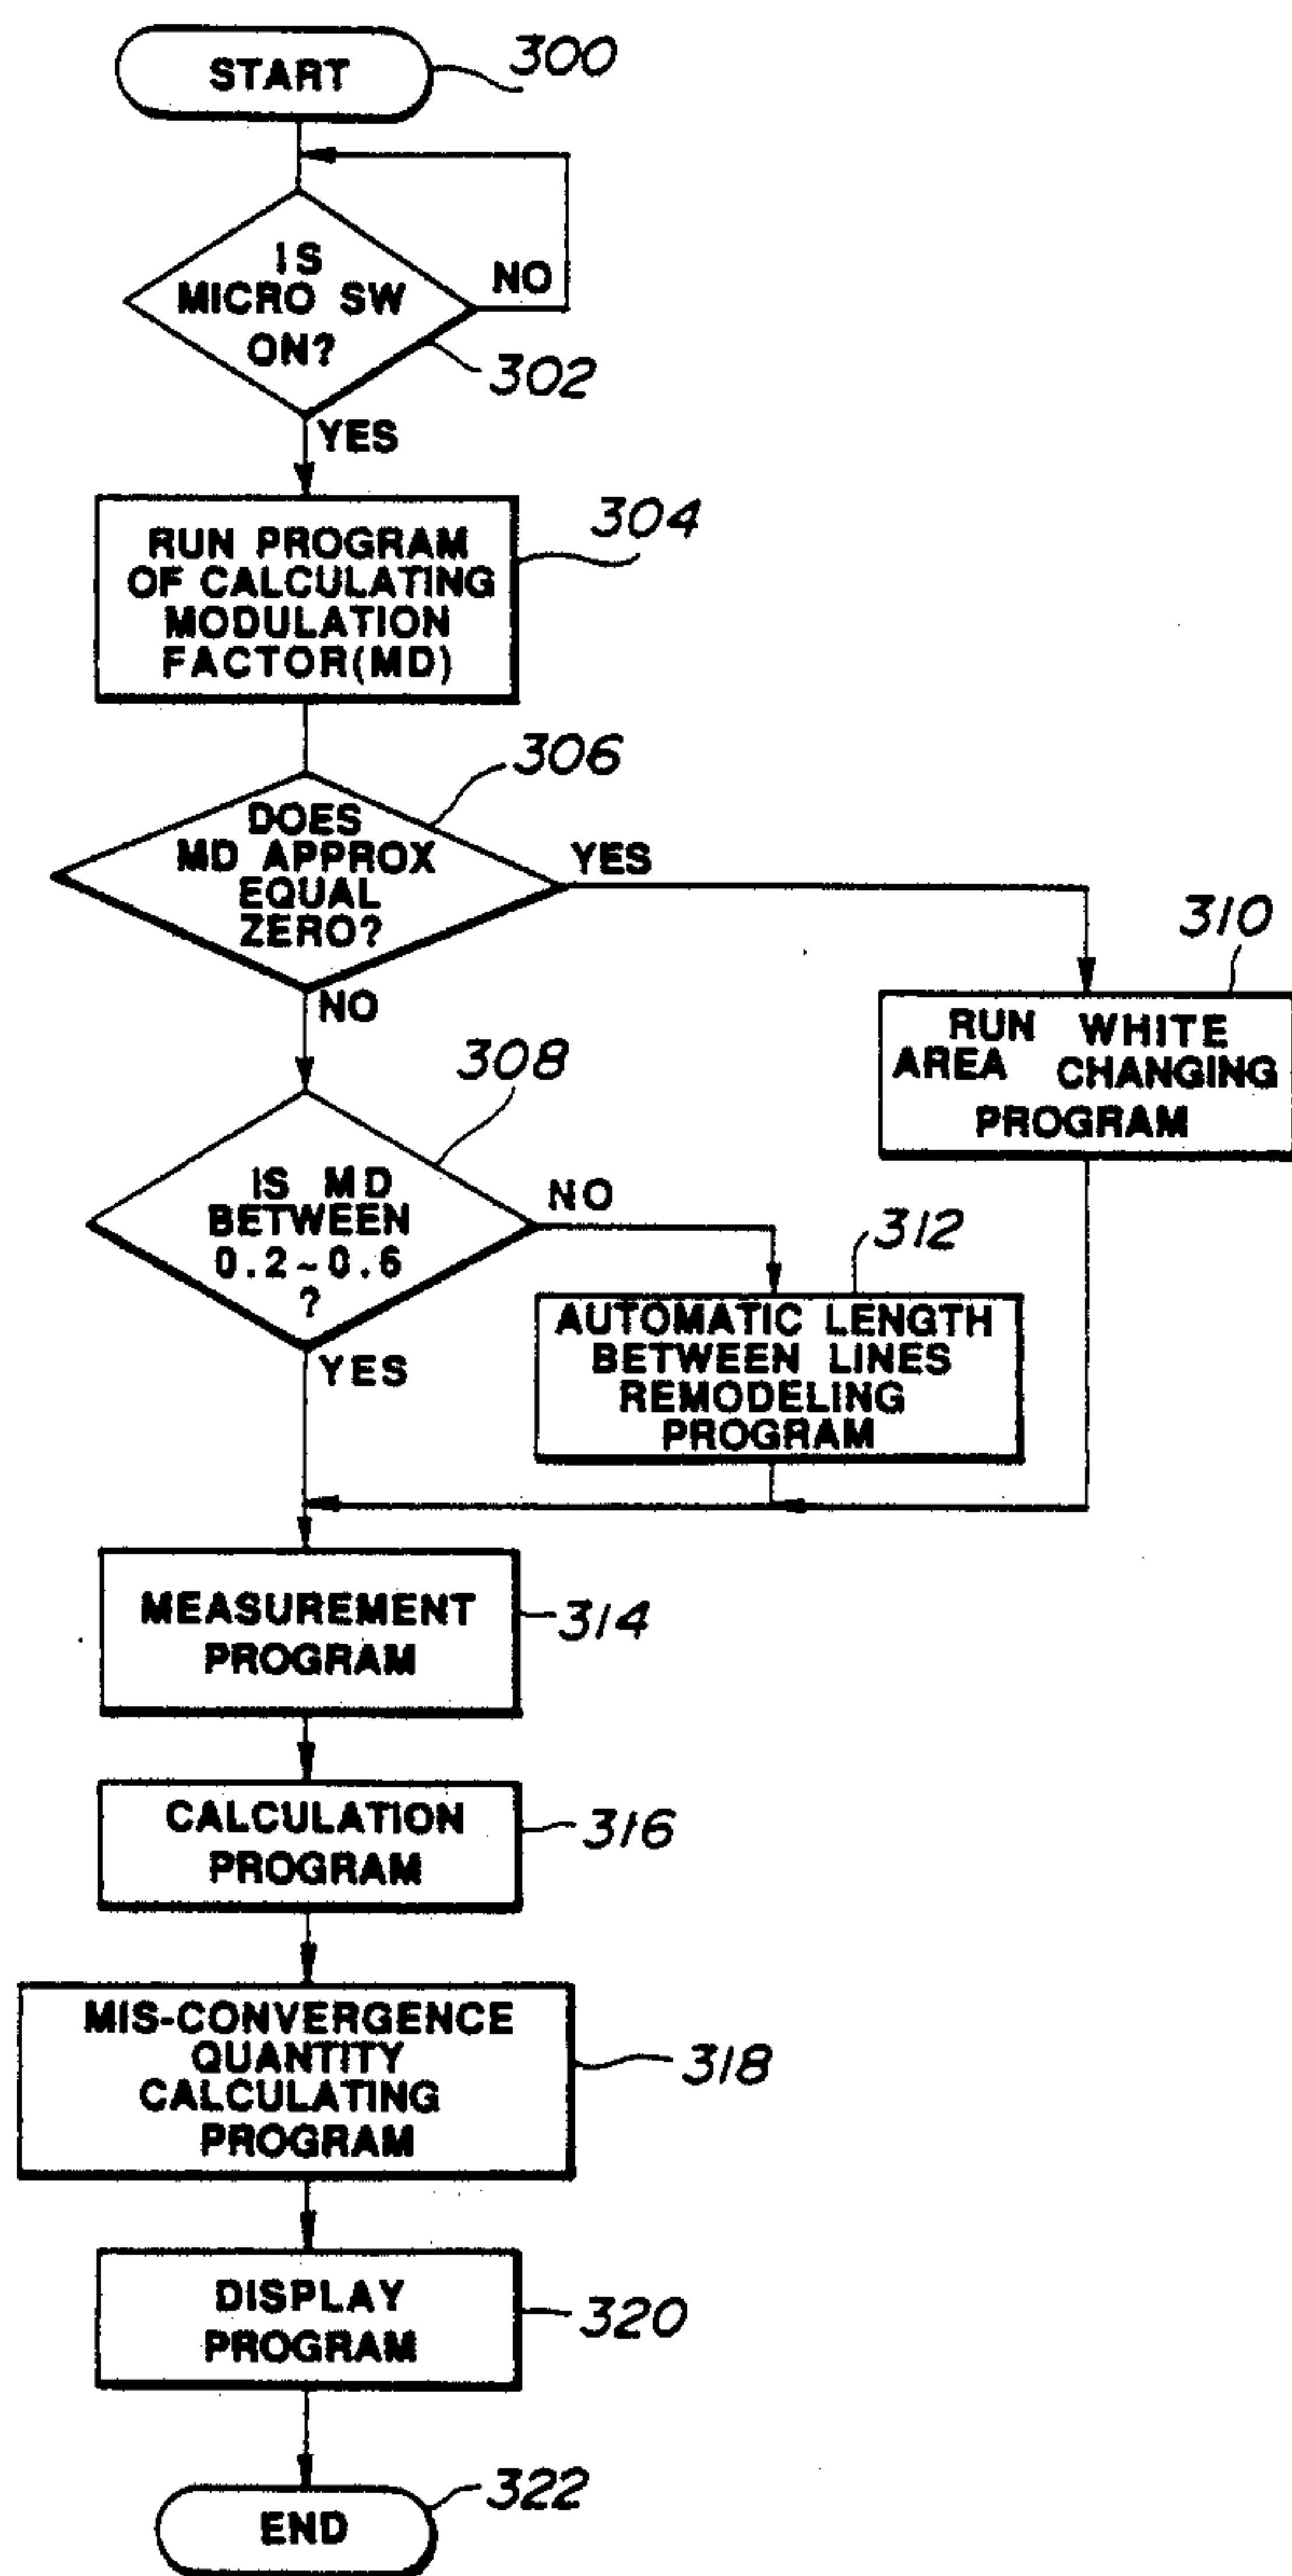 START
300
IS
MICRO SW
ON?
NO
302
YES
RUN PROGRAM
OF CALCULATING
MODULATION
FACTOR(MD)
304
306
DOES
MD APPROX
EQUAL
ZERO?
YES
NO
310
RUN WHITE
AREA CHANGING
PROGRAM
308
IS MD
BETWEEN
0.2~0.6
?
NO
YES
312
AUTOMATIC LENGTH
BETWEEN LINES
REMODELING
PROGRAM
MEASUREMENT
PROGRAM
314
CALCULATION
PROGRAM
316
MIS-CONVERGENCE
QUANTITY
CALCULATING
PROGRAM
318
DISPLAY
PROGRAM
320
END
322